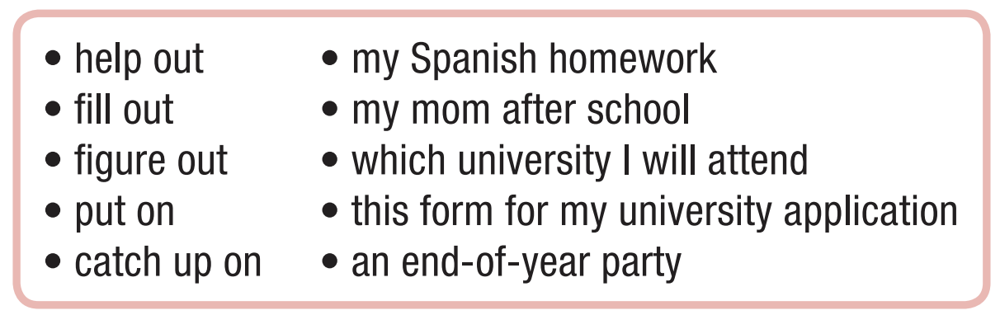 • help out • my Spanish homework
• fill out • my mom after school
• figure out • which university I will attend
• put on • this form for my university application
• catch up on • an end-of-year party